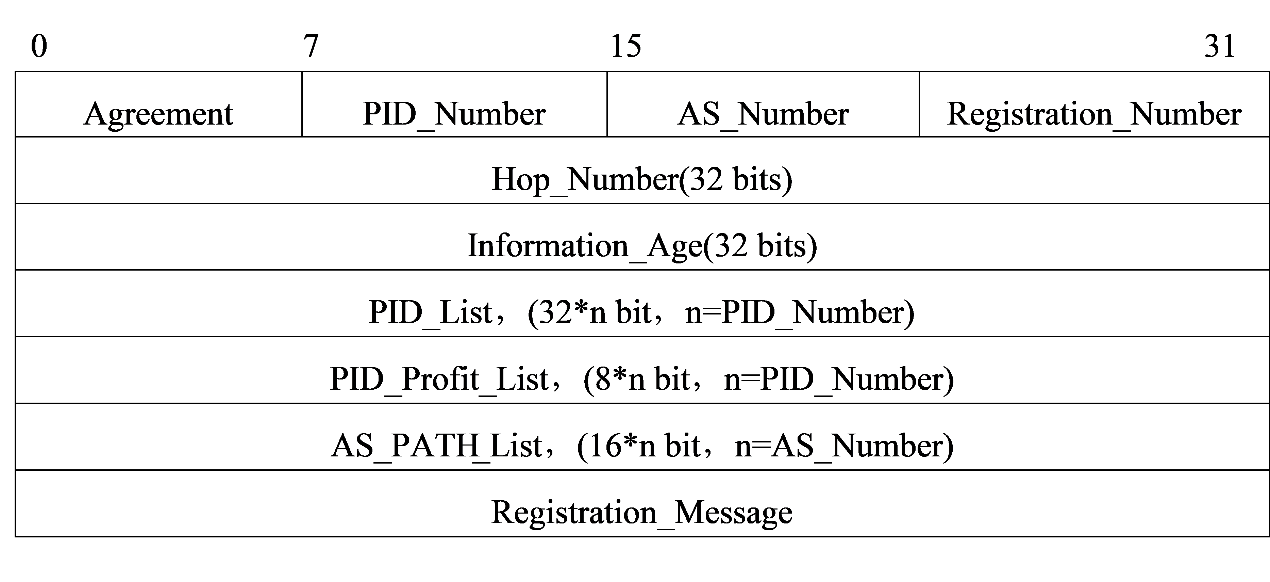 0 7 15 31
Agreement PID_Number AS_Number Registration_Number
Hop_Number(32 bits)
Information_Age(32 bits)
PID_List，(32*n bit，n=PID_Number)
PID_Profit_List，(8*n bit，n=PID_Number)
AS_PATH_List，(16*n bit，n=AS_Number)
Registration_Message